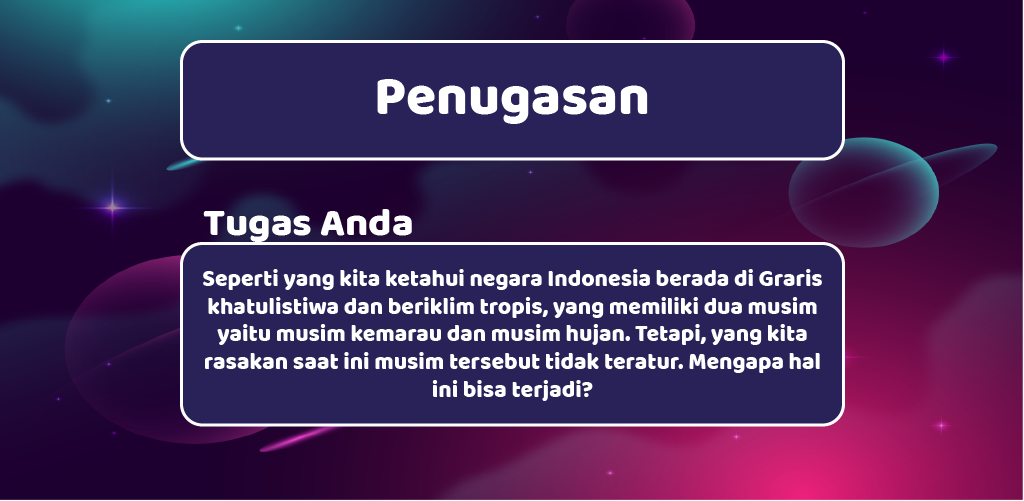 Penugasan
Tugas Anda
Seperti yang kita ketahui negara Indonesia berada di Graris
khatulistiwa dan beriklim tropis, yang memiliki dua musim
yaitu musim kemarau dan musim hujan. Tetapi, yang kita
rasakan saat ini musim tersebut tidak teratur. Mengapa hal
ini bisa terjadi?